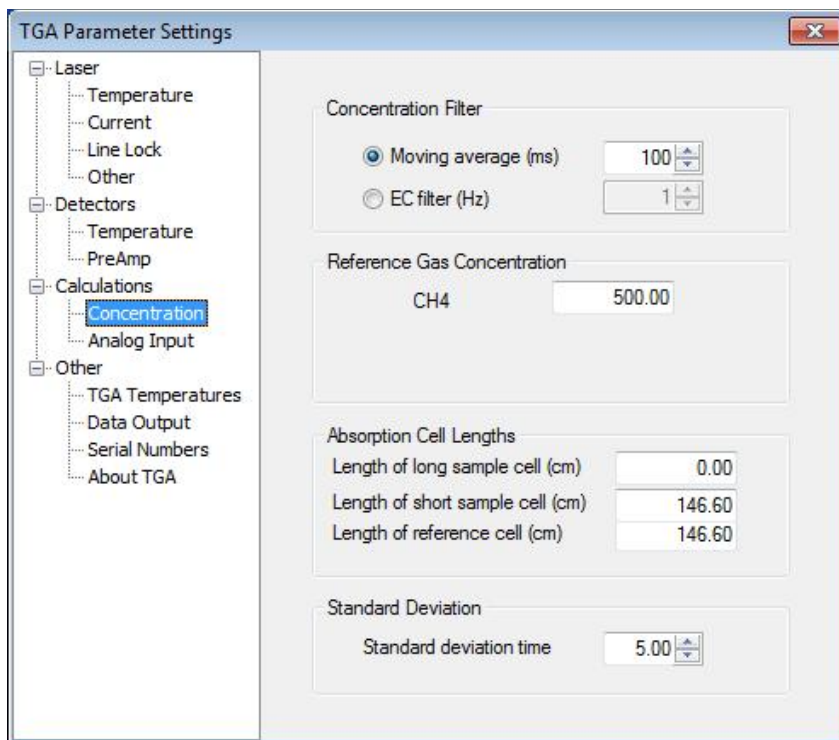 TGA Parameter Settings
Laser
Temperature
Current
Line Lock
Other
Detectors
Temperature
PreAmp
Calculations
Concentration
Analog Input
Other
TGA Temperatures
Data Output
Serial Numbers
About TGA
Concentration Filter
Moving average (ms) 100
EC filter (Hz) 1
Reference Gas Concentration
CH4 500.00
Absorption Cell Lengths
Length of long sample cell (cm) 0.00
Length of short sample cell (cm) 146.60
Length of reference cell (cm) 146.60
Standard Deviation
Standard deviation time 5.00